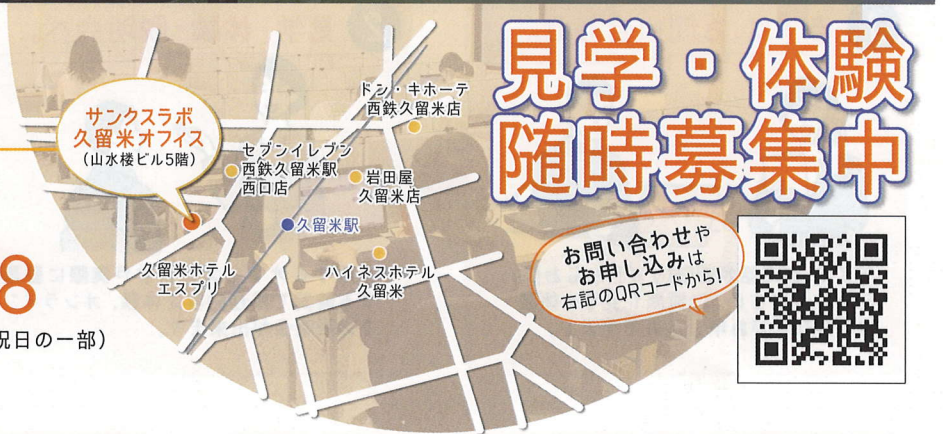 見学・体験
随時募集中
サンクスラボ
久留米オフィス
(山水楼ビル5階)
ドン・キホーテ
西鉄久留米店
セブンイレブン
西鉄久留米駅
西口店
岩田屋
久留米店
久留米駅
久留米ホテル
エスプリ
ハイネスホテル
久留米
お問い合わせや
お申し込みは
右記のQRコードから!
8
祝日の一部)